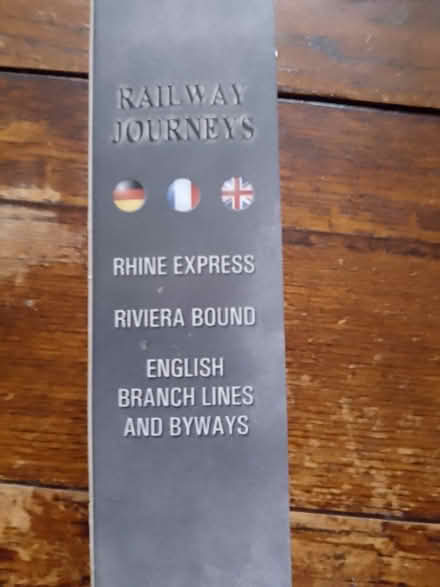 RAILWAY
JOURNEYS
RHINE EXPRESS
RIVIERA BOUND
ENGLISH
BRANCH LINES
AND BYWAYS